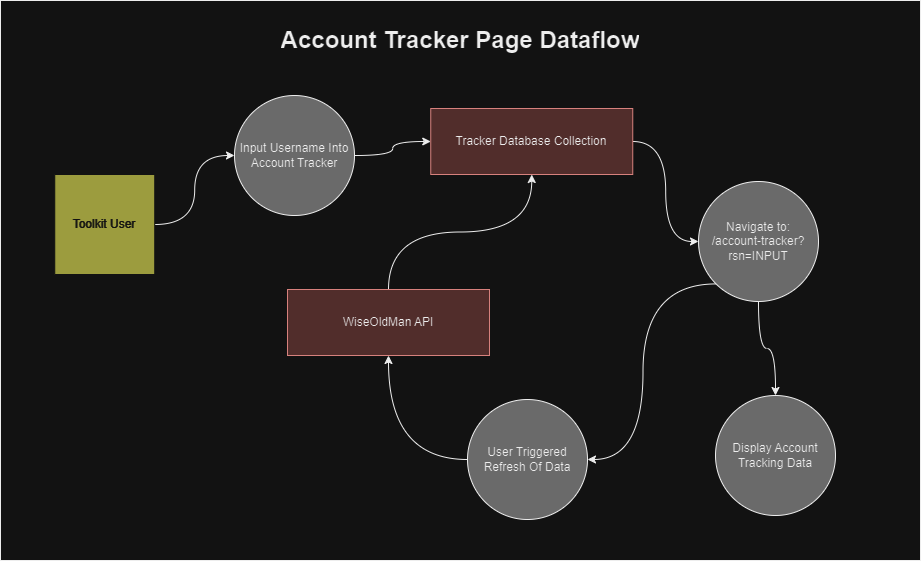 Account Tracker Page Dataflow
Input Username Into
Account Tracker
Tracker Database Collection
Toolkit User
Navigate to:
/account-tracker?
rsn=INPUT
WiseOldMan API
User Triggered
Refresh Of Data
Display Account
Tracking Data